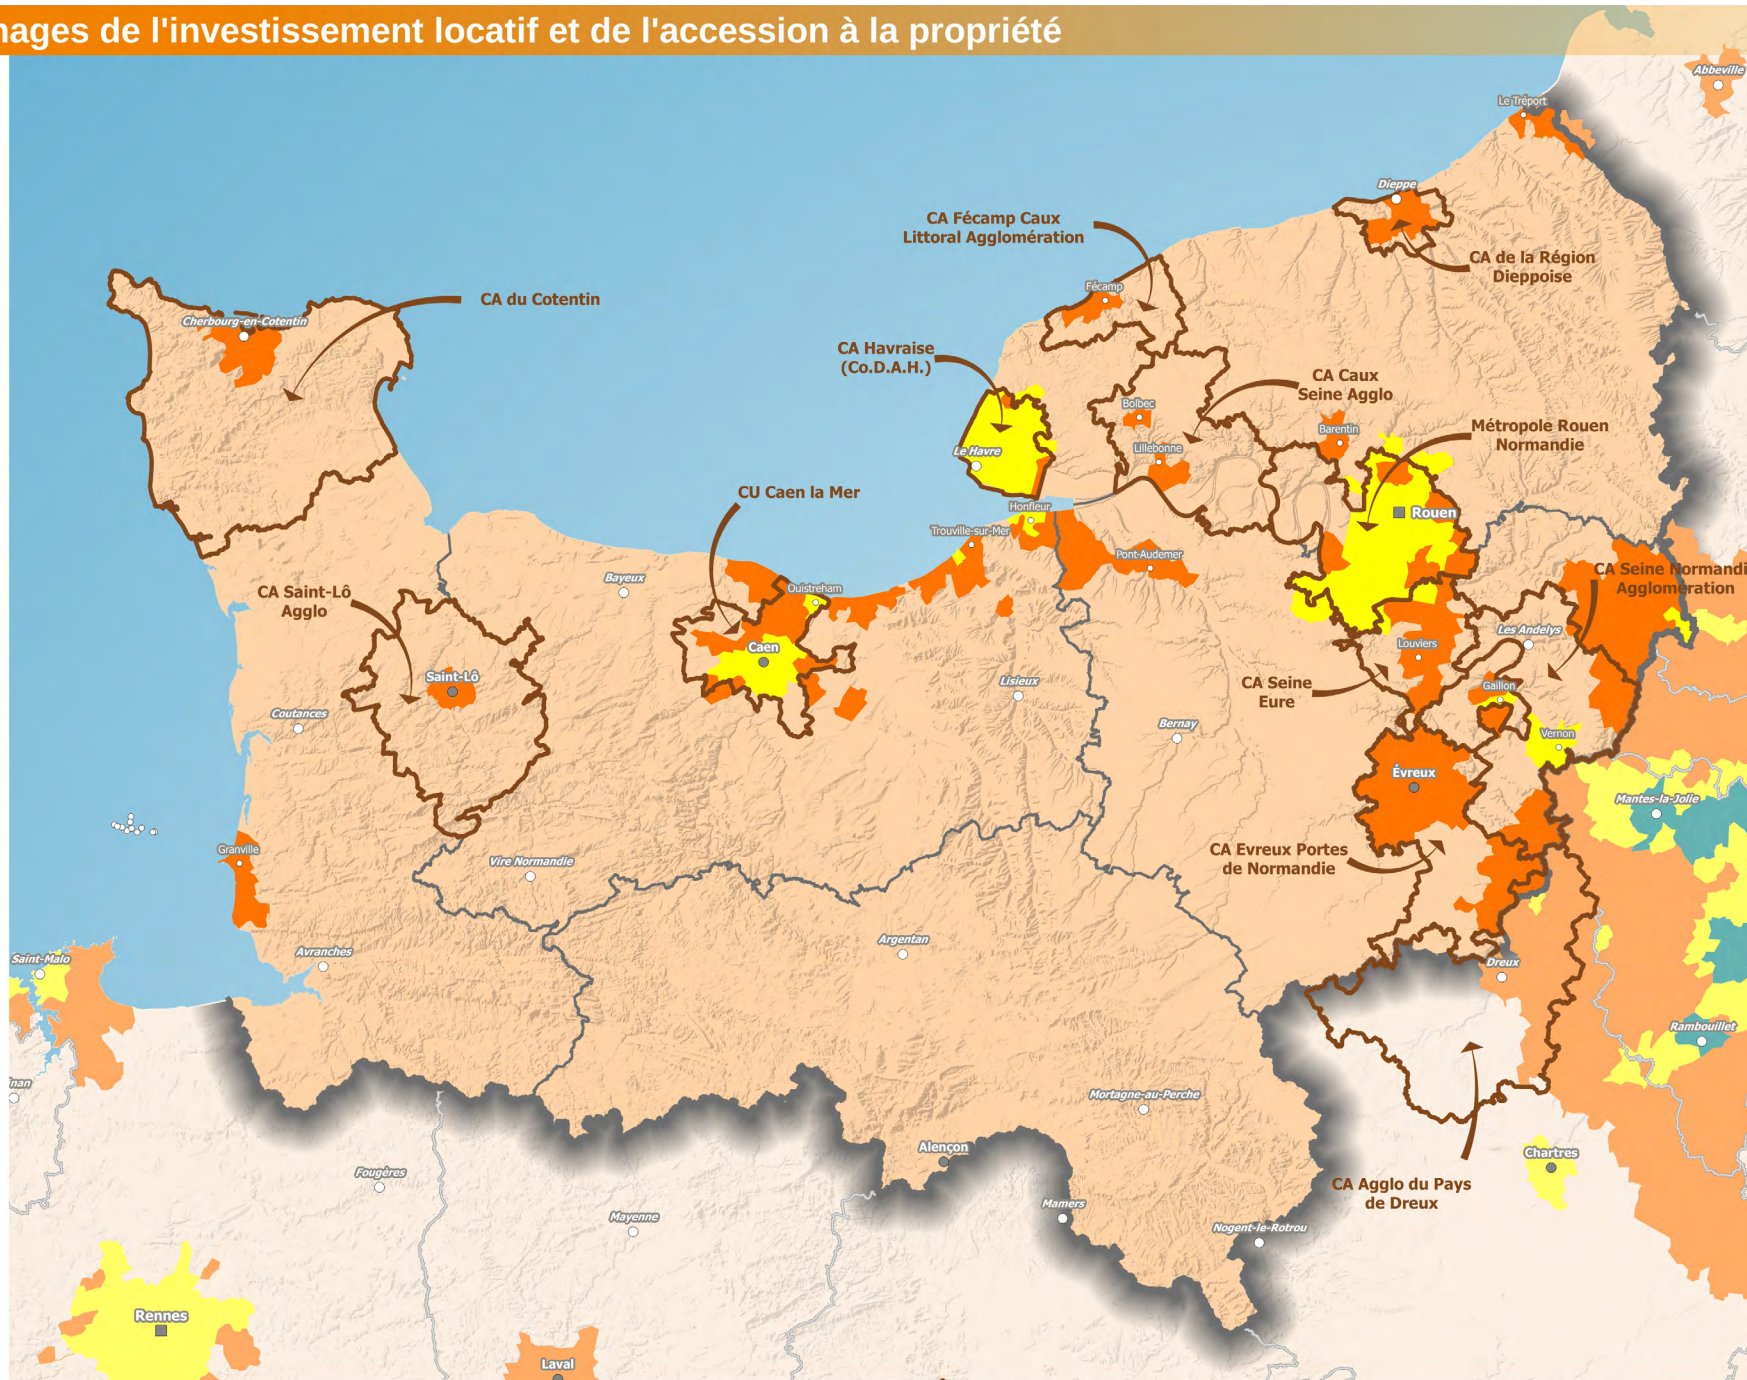 nages de l'investissement locatif et de l'accession à la propriété
Abbeville
Le Tréport
Dieppe
CA Fécamp Caux
Littoral Agglomération
CA de la Région
Dieppoise
Fécamp
CA du Cotentin
Cherbourg-en-Cotentin
CA Havraise
(Co.D.A.H.)
CA Caux
Seine Agglo
Bolbec
Barentin
Métropole Rouen
Normandie
Lillebonne
Le Havre
CU Caen la Mer
Honfleur
Rouen
Trouville-sur-Mer
Pont-Audemer
Bayeux
CA Seine Normandi
Agglomération
Ouistreham
CA Saint-Lô
Agglo
Les Andelys
Louviers
Caen
Saint-Lô
Lisieux
CA Seine
Eure
Gaillon
Coutances
Bernay
Vernon
Évreux
Mantes-la-Jolie
Granville
Vire Normandie
CA Evreux Portes
de Normandie
Argentan
Avranches
Saint-Malo
Dreux
Rambouillet
inan
Mortagne-au-Perche
Alençon
Chartres
Fougères
CA Agglo du Pays
de Dreux
Mamers
Mayenne
Nogent-le-Rotrou
Rennes
Laval